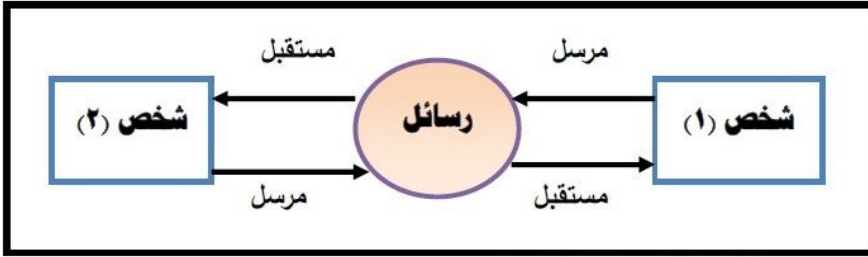 مرسل
مستقبل
شخص (١)
رسائل
شخص (٢)
مستقبل
مرسل